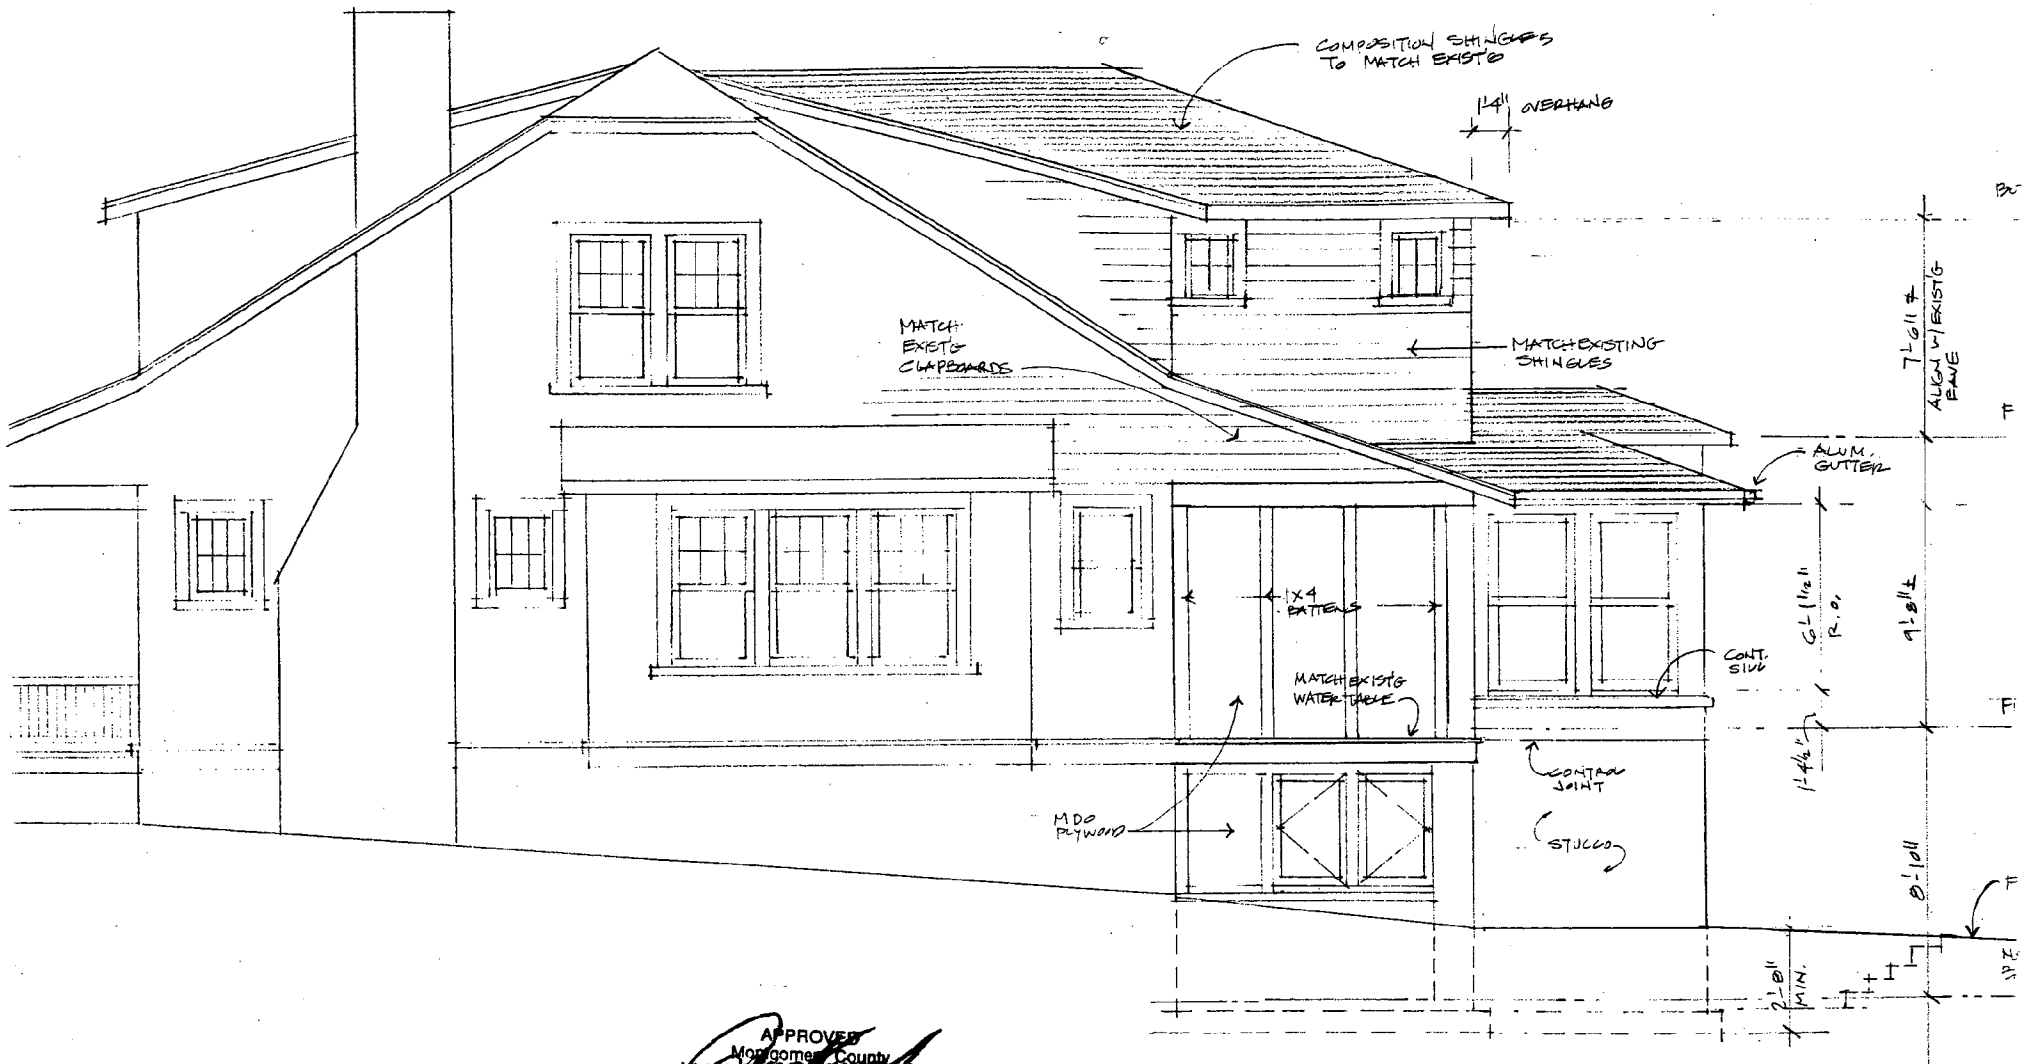 COMPOSITION SHINGLES
TO MATCH EXIST'G
1'-4" OVERHANG
7'-6" ±
ALIGN W/ EXIST'G
EAVE
MATCH
EXIST'G
CLAPBOARDS
MATCH EXISTING
SHINGLES
ALUM.
GUTTER
1x4
BATTENS
6'-1 1/2"
R.O.
9'-8" ±
CONT.
SILL
MATCH EXIST'G
WATER TABLE
1'-4 1/2"
CONTROL
JOINT
MDO
PLYWOOD
STUCCO
8'-10"
2'-8"
MIN.
APPROVED
Montgomery County